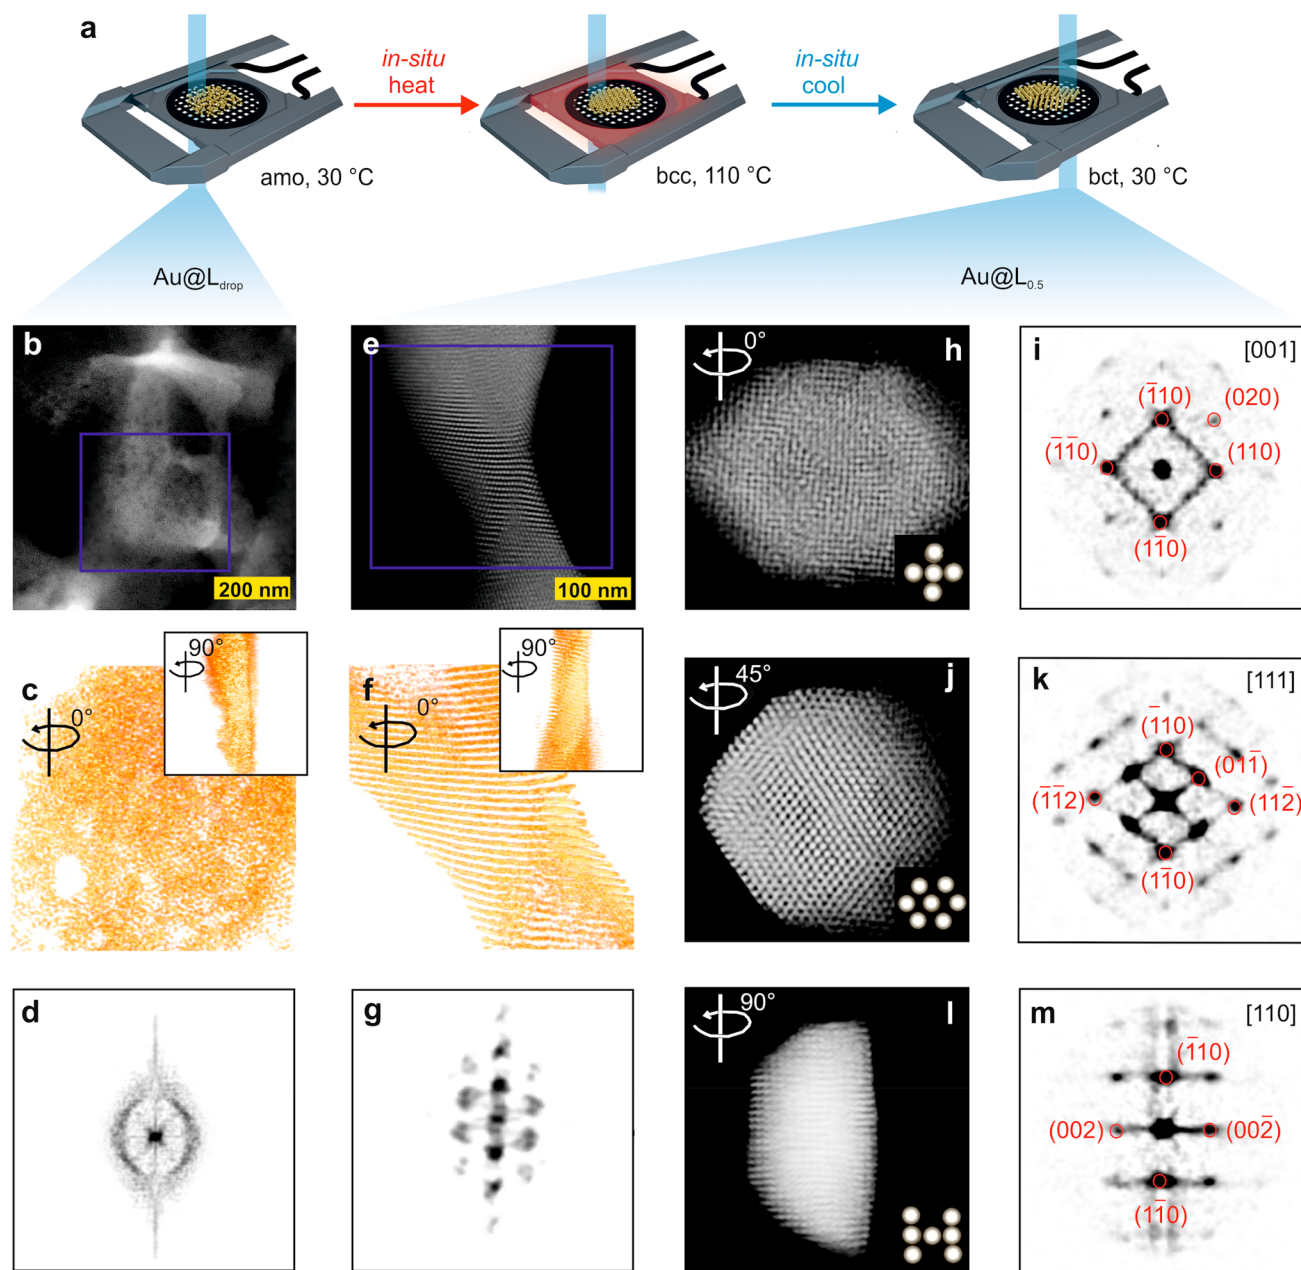 a
in-situ
heat
in-situ
cool
amo, 30 °C
bcc, 110 °C
bct, 30 °C
Au@Ldrop
Au@L0.5
b
200 nm
e
100 nm
0°
h
i
[001]
(1̅10)
(020)
(1̅1̅0)
(110)
(11̅0)
c
0°
90°
f
0°
90°
45°
j
k
[111]
(1̅10)
(011̅)
(1̅1̅2)
(112̅)
(11̅0)
d
g
90°
l
m
[110]
(1̅10)
(002)
(002̅)
(11̅0)